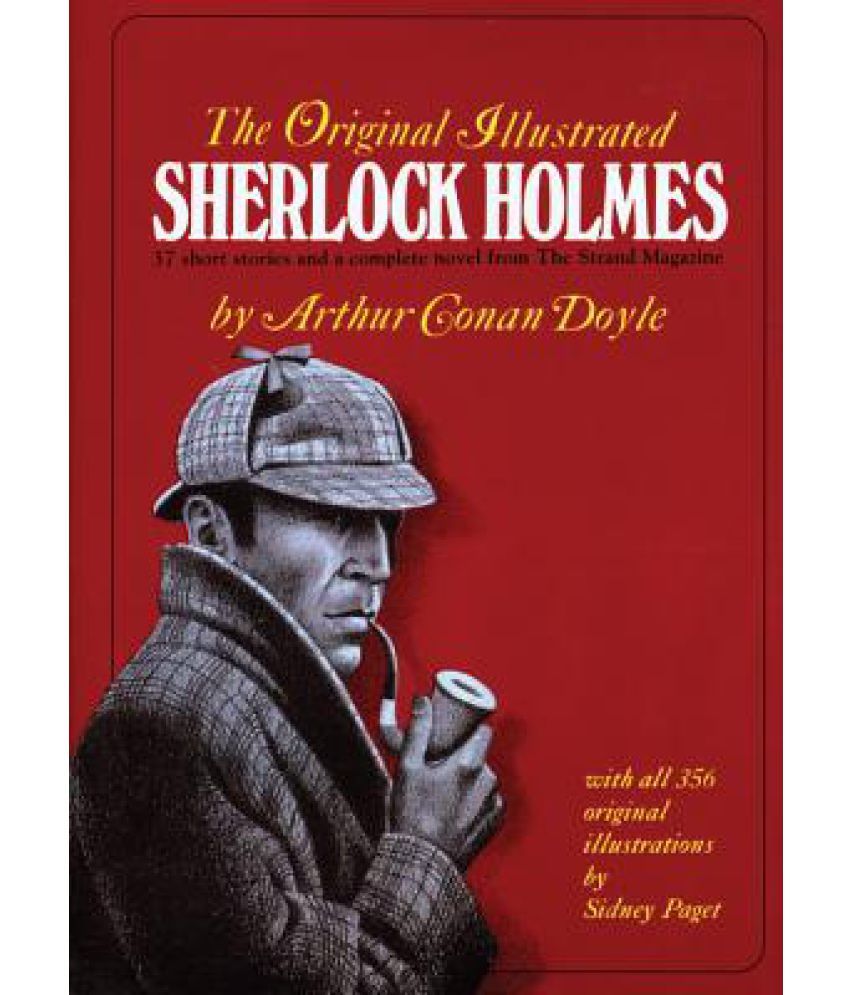 The Original Illustrated
SHERLOCK HOLMES
37 short stories and a complete novel from The Strand Magazine
by Arthur Conan Doyle
with all 356
original
illustrations
by
Sidney Paget